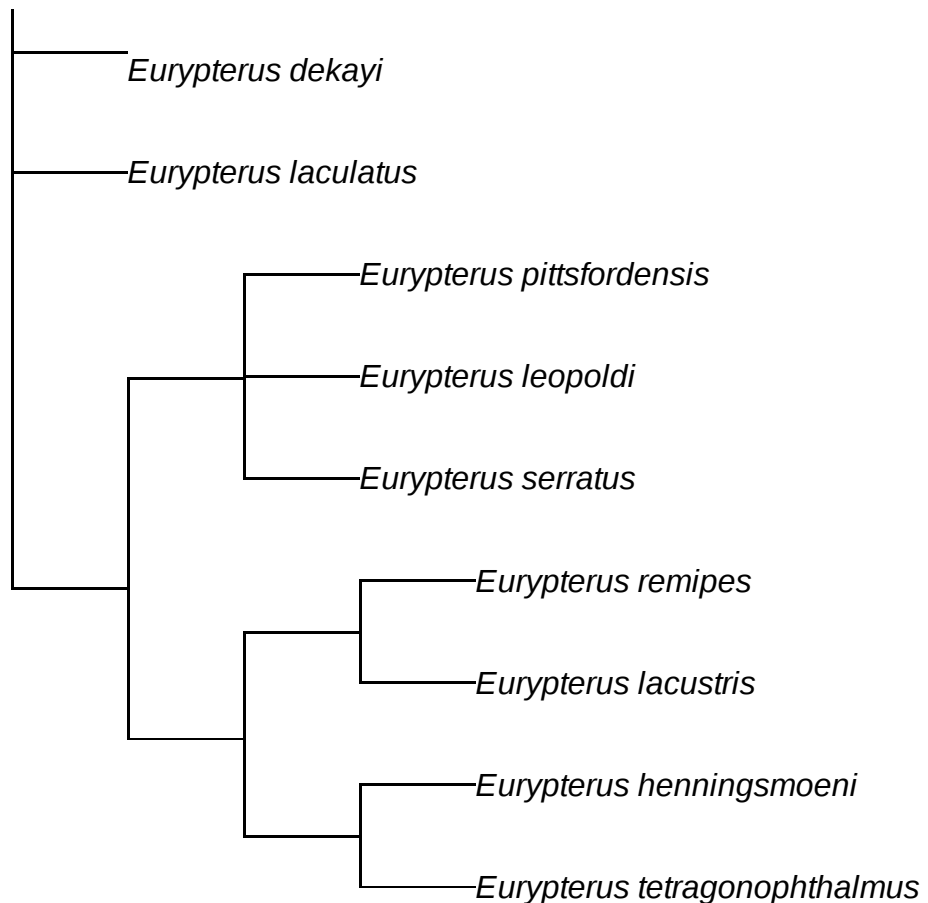 Eurypterus dekayi
Eurypterus laculatus
Eurypterus pittsfordensis
Eurypterus leopoldi
Eurypterus serratus
Eurypterus remipes
Eurypterus lacustris
Eurypterus henningsmoeni
Eurypterus tetragonophthalmus